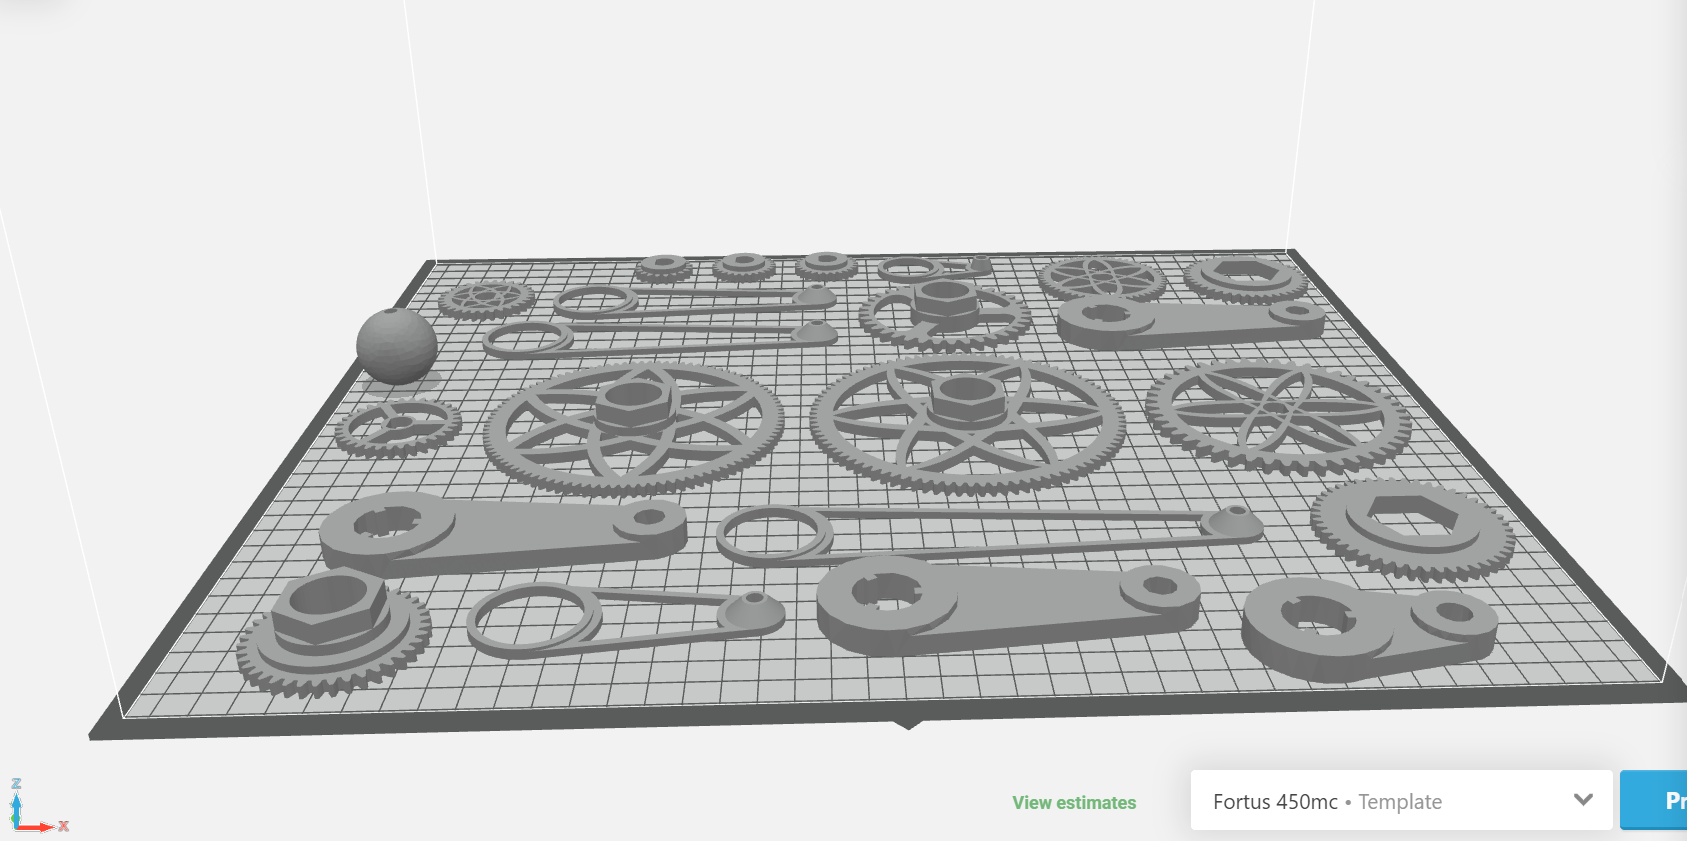 Z
X
View estimates
Fortus 450mc • Template
Pr